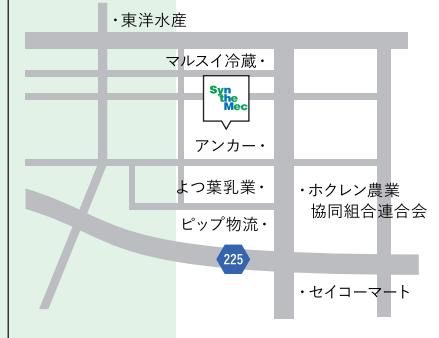 ・東洋水産
マルスイ冷蔵・
Syn
the
Mec
アンカー・
よつ葉乳業・
・ホクレン農業
協同組合連合会
ピップ物流・
225
・セイコーマート